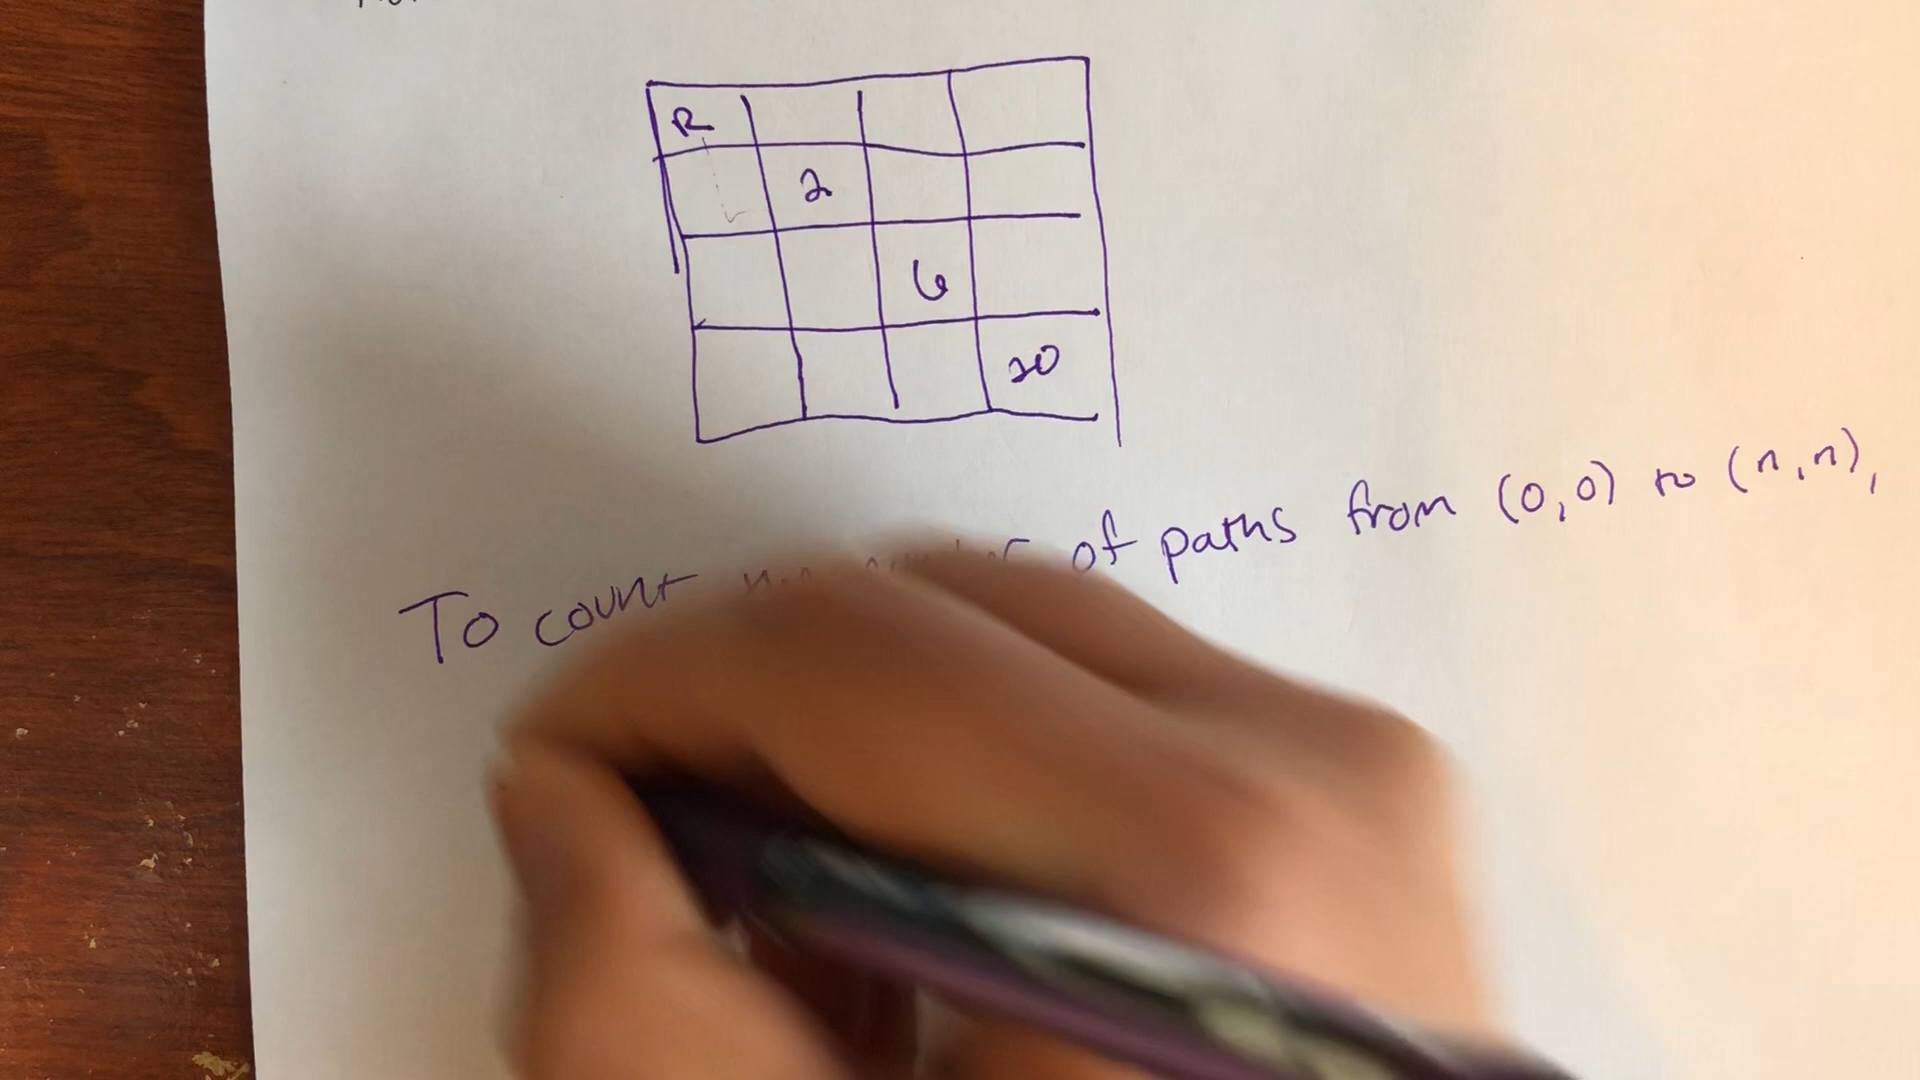 R
2
6
20
To count of paths from (0,0) to (n,n),